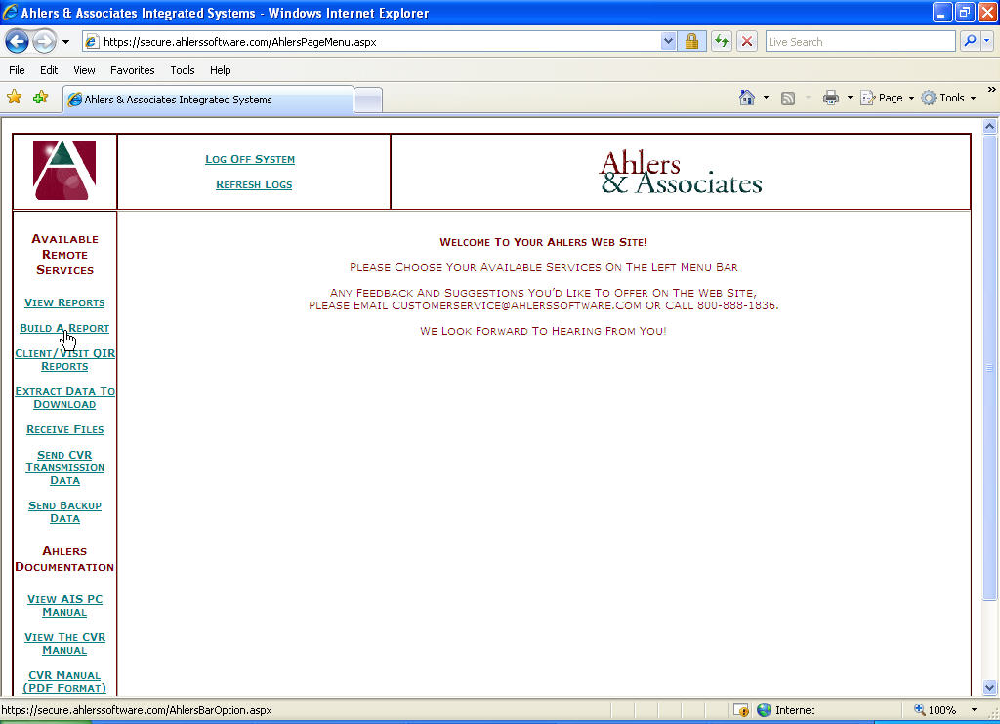 Ahlers & Associates Integrated Systems - Windows Internet Explorer
https://secure.ahlerssoftware.com/AhlersPageMenu.aspx
Live Search
File Edit View Favorites Tools Help
Ahlers & Associates Integrated Systems
Page Tools »
A
LOG OFF SYSTEM
REFRESH LOGS
Ahlers
& Associates
AVAILABLE
REMOTE
SERVICES
VIEW REPORTS
BUILD A REPORT
CLIENT/VISIT QIR
REPORTS
EXTRACT DATA TO
DOWNLOAD
RECEIVE FILES
SEND CVR
TRANSMISSION
DATA
SEND BACKUP
DATA
AHLERS
DOCUMENTATION
VIEW AIS PC
MANUAL
VIEW THE CVR
MANUAL
CVR MANUAL
(PDF FORMAT)
WELCOME TO YOUR AHLERS WEB SITE!
PLEASE CHOOSE YOUR AVAILABLE SERVICES ON THE LEFT MENU BAR
ANY FEEDBACK AND SUGGESTIONS YOU'D LIKE TO OFFER ON THE WEB SITE,
PLEASE EMAIL CUSTOMERSERVICE@AHLERSSOFTWARE.COM OR CALL 800-888-1836.
WE LOOK FORWARD TO HEARING FROM YOU!
https://secure.ahlerssoftware.com/AhlersBarOption.aspx
Internet
100%